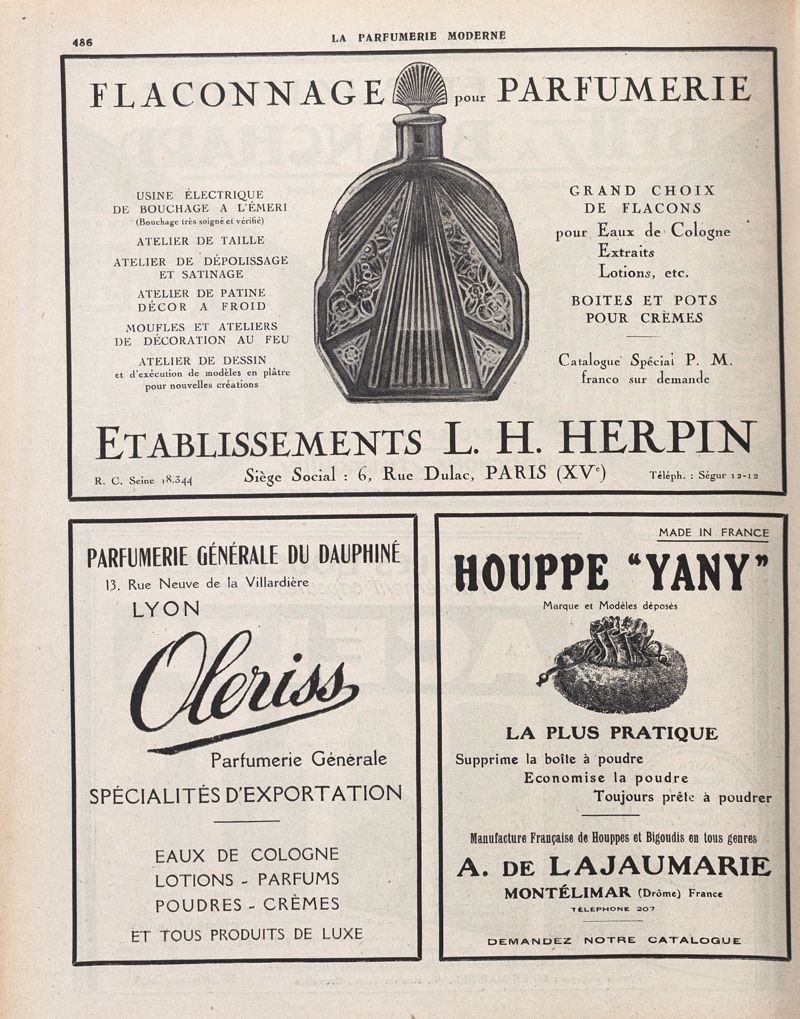 486
LA PARFUMERIE MODERNE
FLACONNAGE pour PARFUMERIE
USINE ÉLECTRIQUE
DE BOUCHAGE A L'ÉMERI
(Bouchage très soigné et vérifié)
ATELIER DE TAILLE
ATELIER DE DÉPOLISSAGE
ET SATINAGE
ATELIER DE PATINE
DÉCOR A FROID
MOUFLES ET ATELIERS
DE DÉCORATION AU FEU
ATELIER DE DESSIN
et d'exécution de modèles en plâtre
pour nouvelles créations
GRAND CHOIX
DE FLACONS
pour Eaux de Cologne
Extraits
Lotions, etc.
BOITES ET POTS
POUR CRÈMES
Catalogue Spécial P. M.
franco sur demande
ETABLISSEMENTS L. H. HERPIN
R. C. Seine 18.344
Siège Social : 6, Rue Dulac, PARIS (XVe)
Téléph. : Ségur 12-12
PARFUMERIE GÉNÉRALE DU DAUPHINÉ
13, Rue Neuve de la Villardière
LYON
Oleriss
Parfumerie Générale
SPÉCIALITÉS D'EXPORTATION
EAUX DE COLOGNE
LOTIONS - PARFUMS
POUDRES - CRÈMES
ET TOUS PRODUITS DE LUXE
MADE IN FRANCE
HOUPPE "YANY"
Marque et Modèles déposés
LA PLUS PRATIQUE
Supprime la boîte à poudre
Economise la poudre
Toujours prête à poudrer
Manufacture Française de Houppes et Bigoudis en tous genres
A. DE LAJAUMARIE
MONTÉLIMAR (Drôme) France
TÉLÉPHONE 207
DEMANDEZ NOTRE CATALOGUE